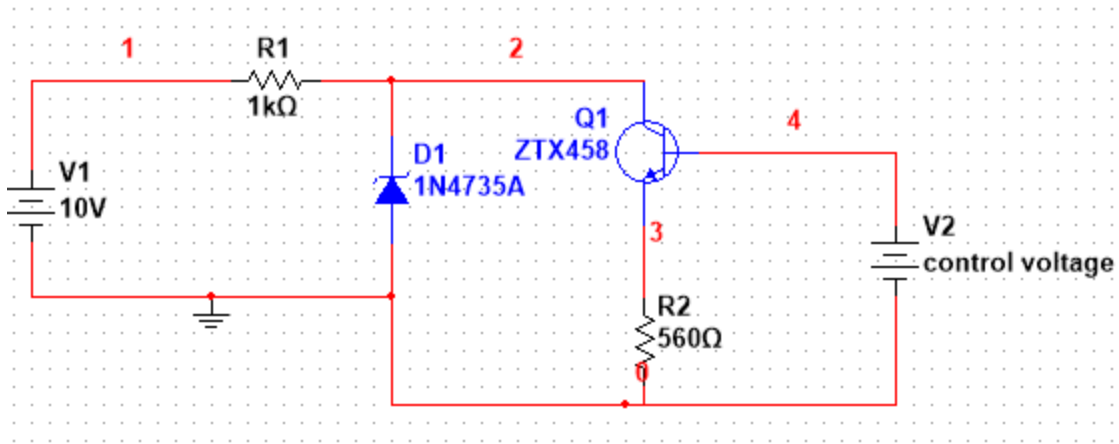 1
R1
1kΩ
2
Q1
ZTX458
4
D1
1N4735A
V1
10V
3
V2
control voltage
R2
560Ω
0